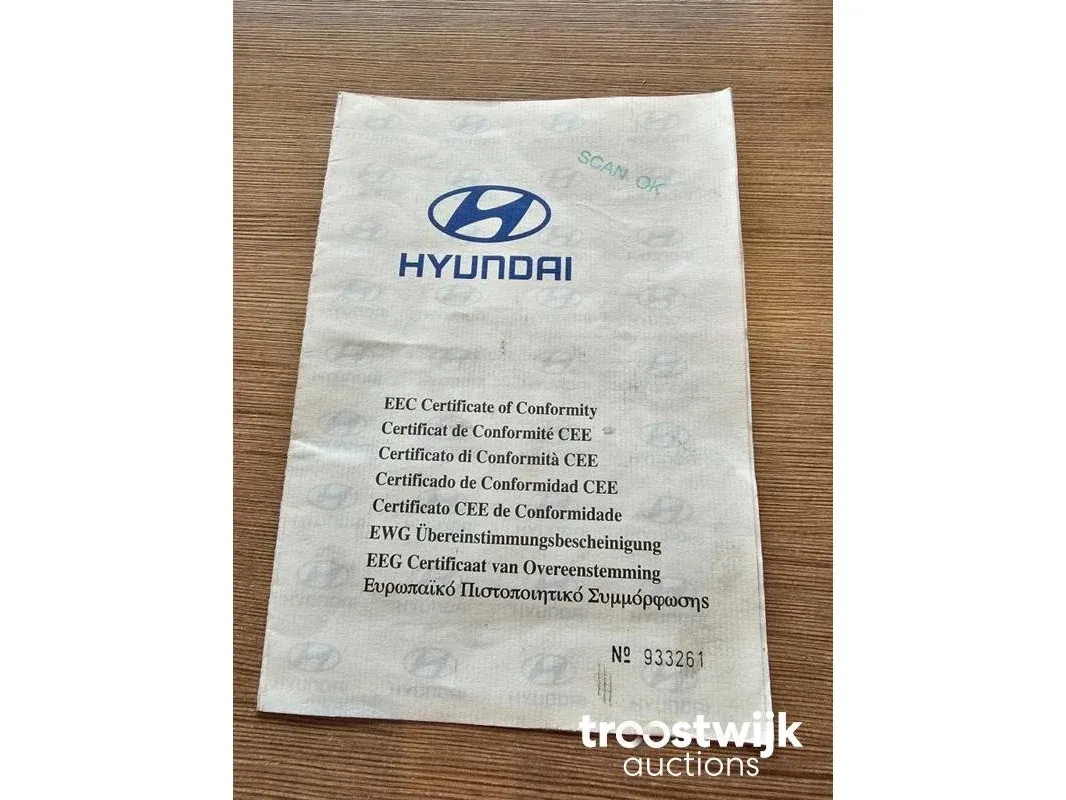 SCAN OK
HYUNDAI
EEC Certificate of Conformity
Certificat de Conformité CEE
Certificato di Conformità CEE
Certificado de Conformidad CEE
Certificato CEE de Conformidade
EWG Übereinstimmungsbescheinigung
EEG Certificaat van Overeenstemming
Ευρωπαϊκό Πιστοποιητικό Συμμόρφωσης
Nº 933261
troostwijk
auctions